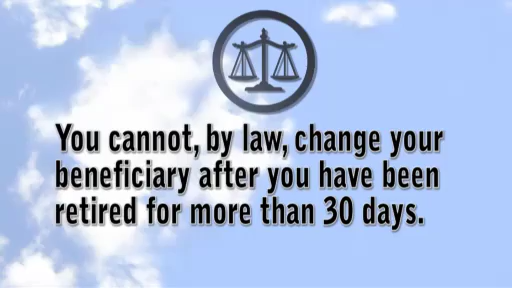 You cannot, by law, change your
beneficiary after you have been
retired for more than 30 days.